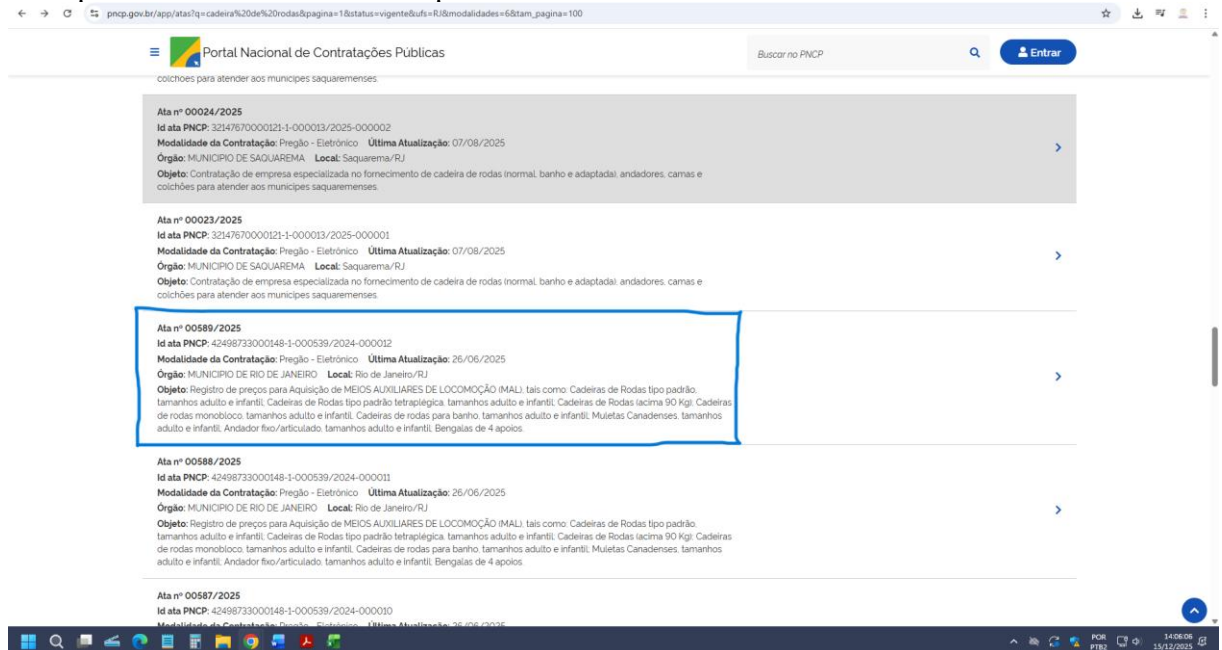 pncp.gov.br/app/atas?q=cadeira%20de%20rodas&pagina=1&status=vigente&ufs=RJ&modalidades=6&tam_pagina=100
Portal Nacional de Contratações Públicas
Buscar no PNCP
Entrar
colchões para atender aos munícipes saquaremenses.
Ata nº 00024/2025
Id ata PNCP: 32147670000121-1-000013/2025-000002
Modalidade da Contratação: Pregão - Eletrônico Última Atualização: 07/08/2025
Órgão: MUNICIPIO DE SAQUAREMA Local: Saquarema/RJ
Objeto: Contratação de empresa especializada no fornecimento de cadeira de rodas (normal, banho e adaptada), andadores, camas e
colchões para atender aos munícipes saquaremenses.
Ata nº 00023/2025
Id ata PNCP: 32147670000121-1-000013/2025-000001
Modalidade da Contratação: Pregão - Eletrônico Última Atualização: 07/08/2025
Órgão: MUNICIPIO DE SAQUAREMA Local: Saquarema/RJ
Objeto: Contratação de empresa especializada no fornecimento de cadeira de rodas (normal, banho e adaptada), andadores, camas e
colchões para atender aos munícipes saquaremenses.
Ata nº 00589/2025
Id ata PNCP: 42498733000148-1-000539/2024-000012
Modalidade da Contratação: Pregão - Eletrônico Última Atualização: 26/06/2025
Órgão: MUNICIPIO DE RIO DE JANEIRO Local: Rio de Janeiro/RJ
Objeto: Registro de preços para Aquisição de MEIOS AUXILIARES DE LOCOMOÇÃO (MAL), tais como: Cadeiras de Rodas tipo padrão,
tamanhos adulto e infantil; Cadeiras de Rodas tipo padrão tetraplégica, tamanhos adulto e infantil; Cadeiras de Rodas (acima 90 Kg); Cadeiras
de rodas monobloco, tamanhos adulto e infantil, Cadeiras de rodas para banho, tamanhos adulto e infantil; Muletas Canadenses, tamanhos
adulto e infantil; Andador fixo/articulado, tamanhos adulto e infantil; Bengalas de 4 apoios.
Ata nº 00588/2025
Id ata PNCP: 42498733000148-1-000539/2024-000011
Modalidade da Contratação: Pregão - Eletrônico Última Atualização: 26/06/2025
Órgão: MUNICIPIO DE RIO DE JANEIRO Local: Rio de Janeiro/RJ
Objeto: Registro de preços para Aquisição de MEIOS AUXILIARES DE LOCOMOÇÃO (MAL), tais como: Cadeiras de Rodas tipo padrão,
tamanhos adulto e infantil; Cadeiras de Rodas tipo padrão tetraplégica, tamanhos adulto e infantil; Cadeiras de Rodas (acima 90 Kg); Cadeiras
de rodas monobloco, tamanhos adulto e infantil, Cadeiras de rodas para banho, tamanhos adulto e infantil; Muletas Canadenses, tamanhos
adulto e infantil; Andador fixo/articulado, tamanhos adulto e infantil; Bengalas de 4 apoios.
Ata nº 00587/2025
Id ata PNCP: 42498733000148-1-000539/2024-000010
Modalidade da Contratação: Pregão - Eletrônico Última Atualização: 26/06/2025
POR
PTB2
14:06:06
15/12/2025